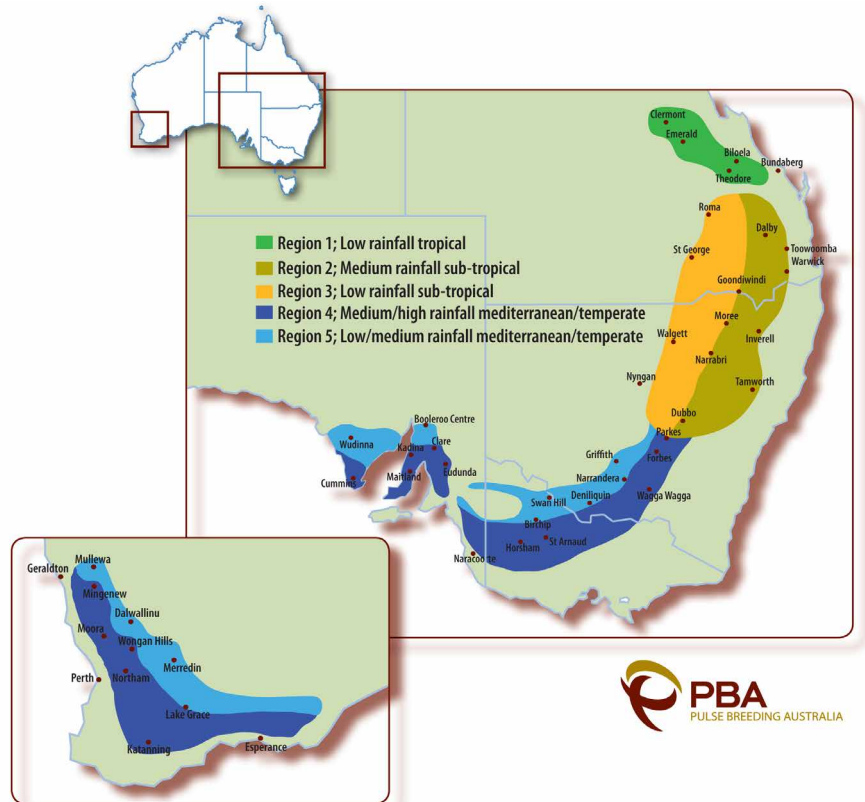 Clermont
Emerald
Biloela
Bundaberg
Theodore
Roma
Dalby
St George
Toowoomba
Warwick
Goondiwindi
Region 1; Low rainfall tropical
Region 2; Medium rainfall sub-tropical
Region 3; Low rainfall sub-tropical
Region 4; Medium/high rainfall mediterranean/temperate
Region 5; Low/medium rainfall mediterranean/temperate
Moree
Walgett
Inverell
Narrabri
Nyngan
Tamworth
Dubbo
Booleroo Centre
Parkes
Wudinna
Kadina
Clare
Forbes
Griffith
Cummins
Maitland
Eudunda
Narrandera
Swan Hill
Deniliquin
Wagga Wagga
Birchip
Horsham
St Arnaud
Naracoorte
Mullewa
Geraldton
Mingenew
Dalwallinu
Moora
Wongan Hills
Merredin
Perth
Northam
Lake Grace
Katanning
Esperance
PBA
PULSE BREEDING AUSTRALIA